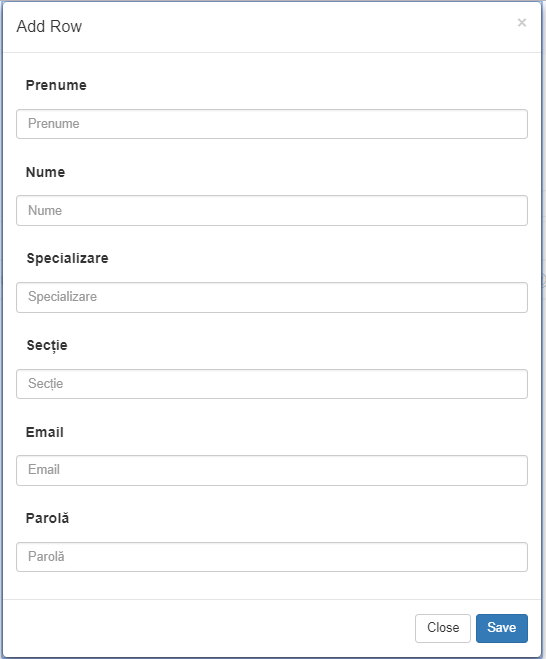 Add Row ×
Prenume
Prenume
Nume
Nume
Specializare
Specializare
Secție
Secție
Email
Email
Parolă
Parolă
Close Save